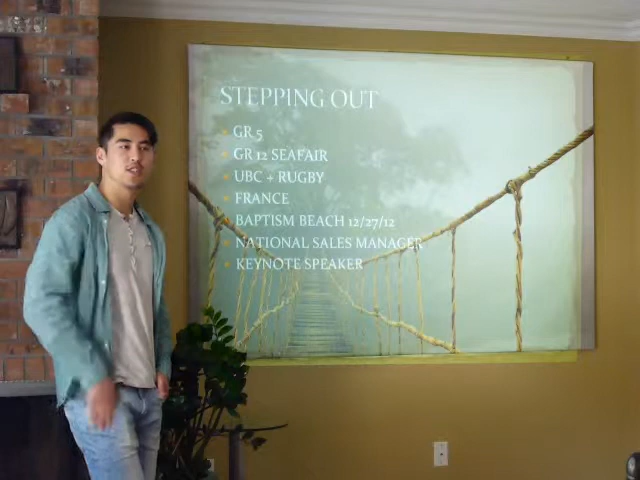 STEPPING OUT
GR 5
GR 12 SEAFAIR
UBC + RUGBY
FRANCE
BAPTISM BEACH 12/27/12
NATIONAL SALES MANAGER
KEYNOTE SPEAKER